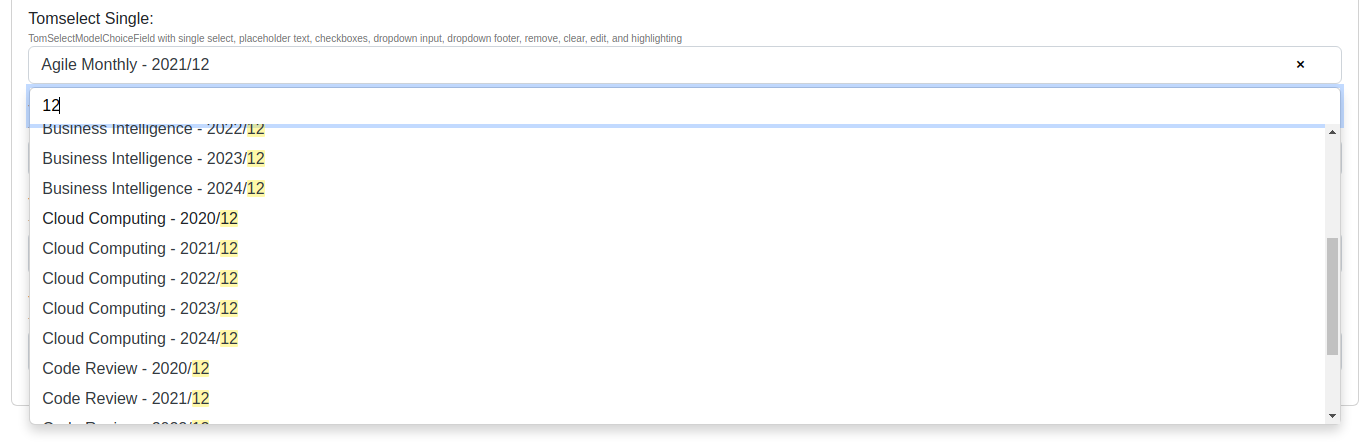 Tomselect Single:
TomSelectModelChoiceField with single select, placeholder text, checkboxes, dropdown input, dropdown footer, remove, clear, edit, and highlighting
Agile Monthly - 2021/12 ×
12
Business Intelligence - 2022/12
Business Intelligence - 2023/12
Business Intelligence - 2024/12
Cloud Computing - 2020/12
Cloud Computing - 2021/12
Cloud Computing - 2022/12
Cloud Computing - 2023/12
Cloud Computing - 2024/12
Code Review - 2020/12
Code Review - 2021/12